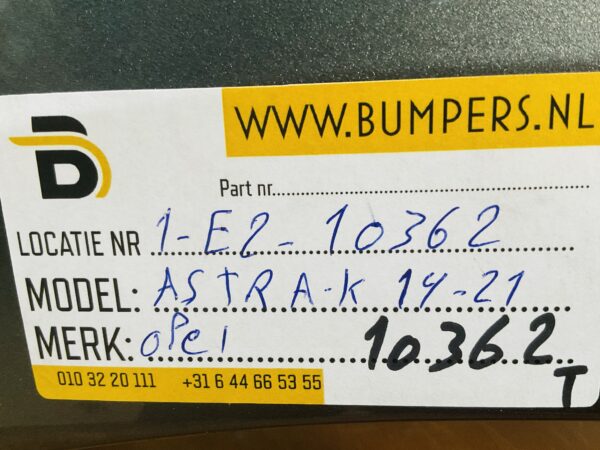 WWW.BUMPERS.NL
B
Part nr.
LOCATIE NR 1-E2-10362
MODEL: ASTRA-K 14-21
MERK: OPel 10362
T
010 32 20 111 +31 6 44 66 53 55